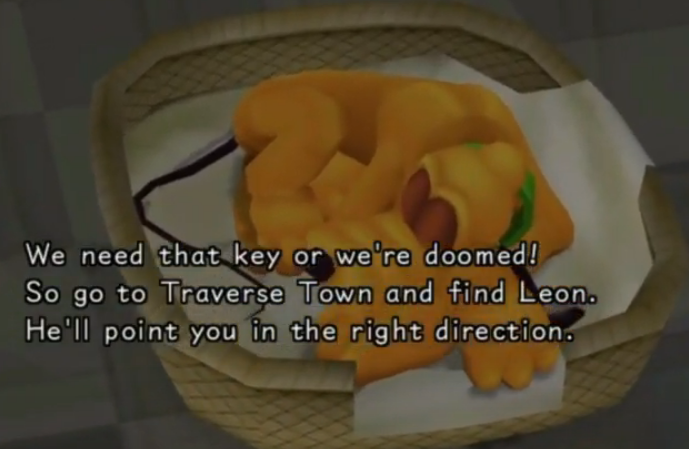 We need that key or we're doomed!
So go to Traverse Town and find Leon.
He'll point you in the right direction.